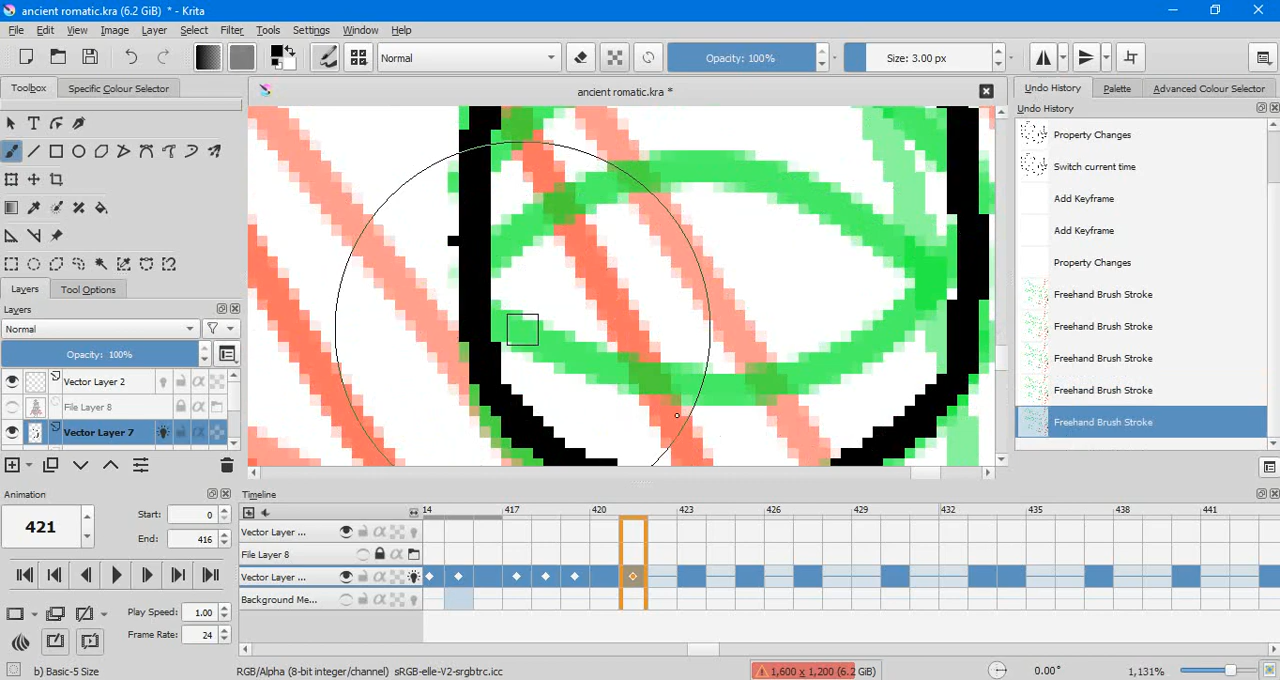 ancient romatic.kra (6.2 GiB)  * - Krita
File Edit View Image Layer Select Filter Tools Settings Window Help
Normal Opacity: 100% Size: 3.00 px
Toolbox Specific Colour Selector
ancient romatic.kra *
Undo History Palette Advanced Colour Selector
Undo History
Property Changes
Switch current time
Add Keyframe
Add Keyframe
Property Changes
Freehand Brush Stroke
Freehand Brush Stroke
Freehand Brush Stroke
Freehand Brush Stroke
Freehand Brush Stroke
Layers Tool Options
Layers
Normal
Opacity:  100%
Vector Layer 2
File Layer 8
Vector Layer 7
Animation
421
Start: 0
End: 416
Play Speed: 1.00
Frame Rate: 24
Timeline
14 417 420 423 426 429 432 435 438 441
Vector Layer ...
File Layer 8
Vector Layer ...
Background Me...
b) Basic-5 Size
RGB/Alpha (8-bit integer/channel)  sRGB-elle-V2-srgbtrc.icc
1,600 x 1,200 (6.2 GiB)
0.00°
1,131%